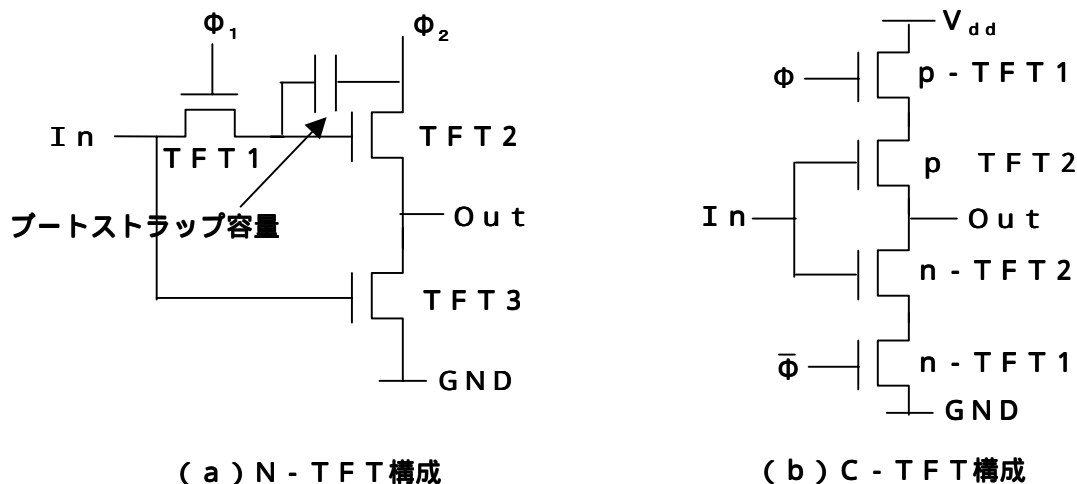 Φ₁
Φ₂
In
TFT1
TFT2
ブートストラップ容量
Out
TFT3
GND
(a)N-TFT構成
Vdd
Φ
p-TFT1
p TFT2
In
Out
n-TFT2
Φ̅
n-TFT1
GND
(b)C-TFT構成